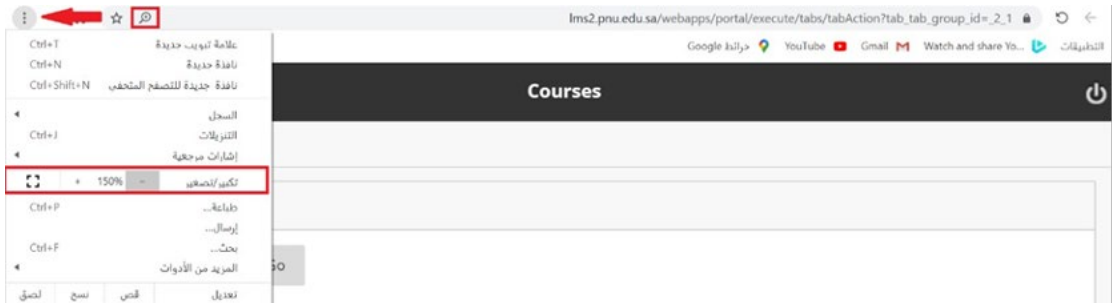 lms2.pnu.edu.sa/webapps/portal/execute/tabs/tabAction?tab_tab_group_id=_2_1
التطبيقات Watch and share Yo... Gmail YouTube خرائط Google
Courses
علامة تبويب جديدة Ctrl+T
نافذة جديدة Ctrl+N
نافذة جديدة للتصفح المتخفي Ctrl+Shift+N
السجل
التنزيلات Ctrl+J
إشارات مرجعية
تكبير/تصغير - 150% +
طباعة... Ctrl+P
إرسال...
بحث... Ctrl+F
المزيد من الأدوات
تعديل قص نسخ لصق